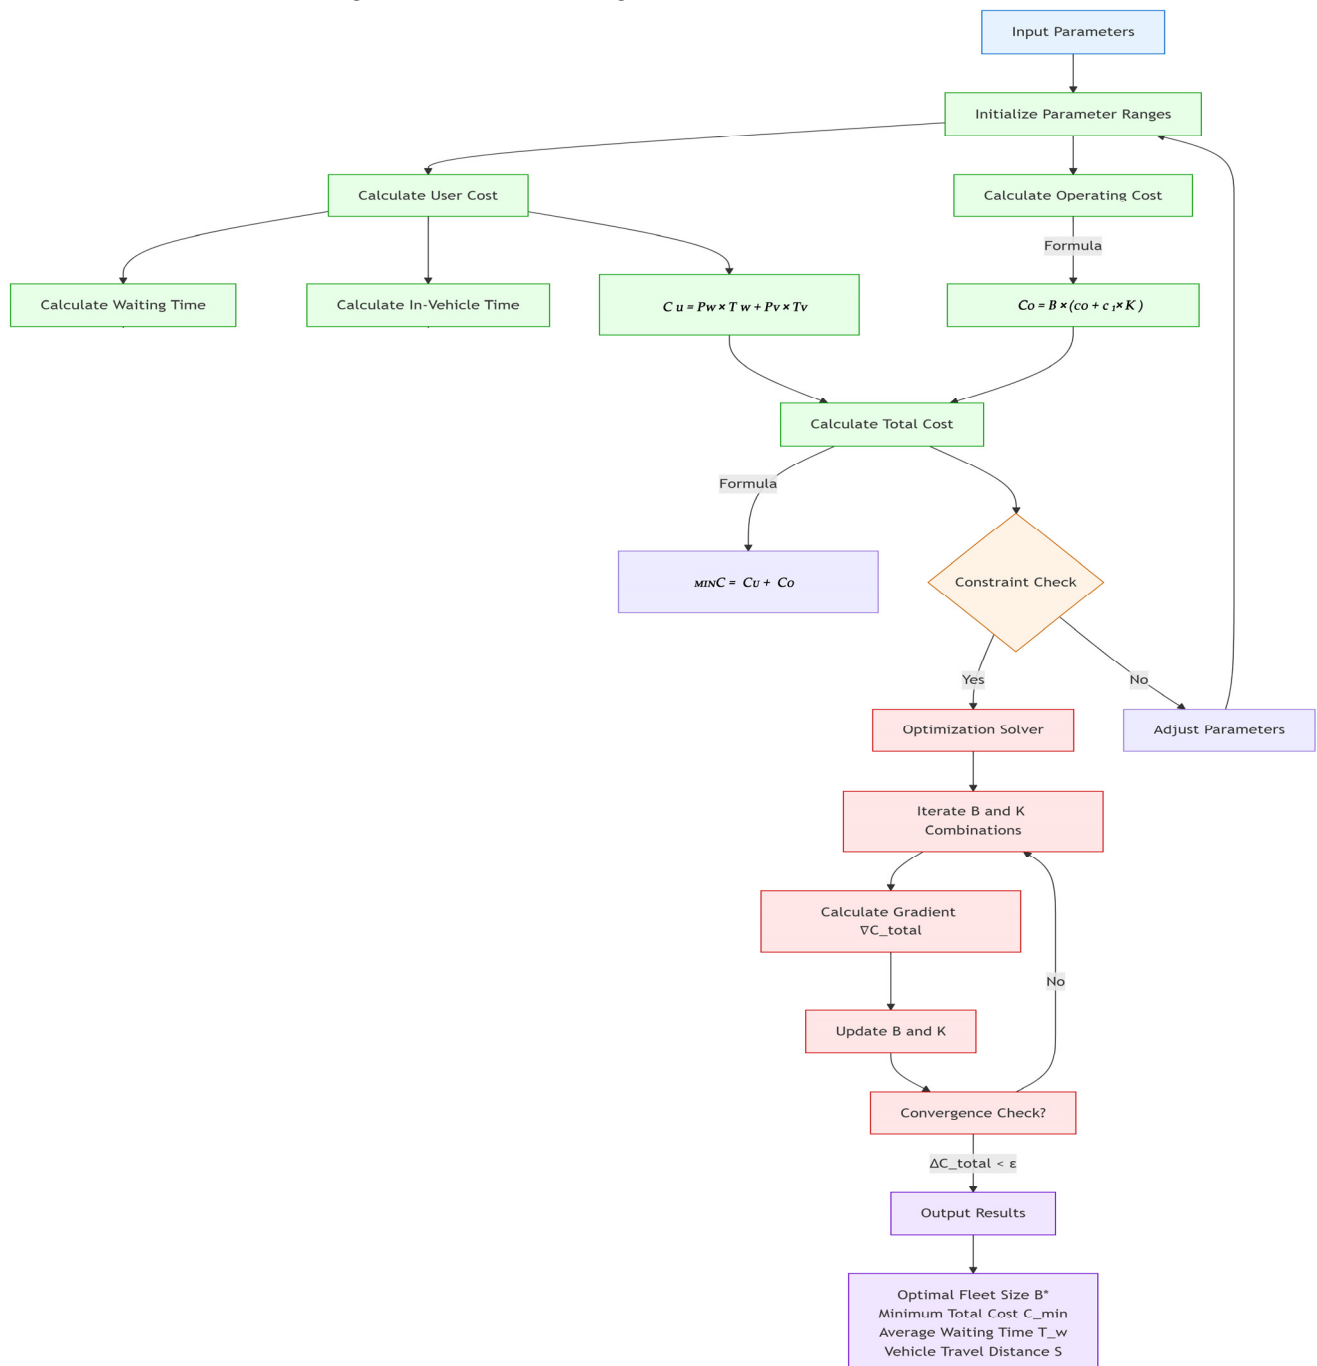 Input Parameters
Initialize Parameter Ranges
Calculate User Cost
Calculate Operating Cost
Formula
Calculate Waiting Time
Calculate In-Vehicle Time
C u = Pw × T w + Pv × Tv
Co = B × (co + c ₁× K )
Calculate Total Cost
Formula
MINC = CU + CO
Constraint Check
Yes
No
Optimization Solver
Adjust Parameters
Iterate B and K
Combinations
Calculate Gradient
∇C_total
No
Update B and K
Convergence Check?
ΔC_total < ε
Output Results
Optimal Fleet Size B*
Minimum Total Cost C_min
Average Waiting Time T_w
Vehicle Travel Distance S